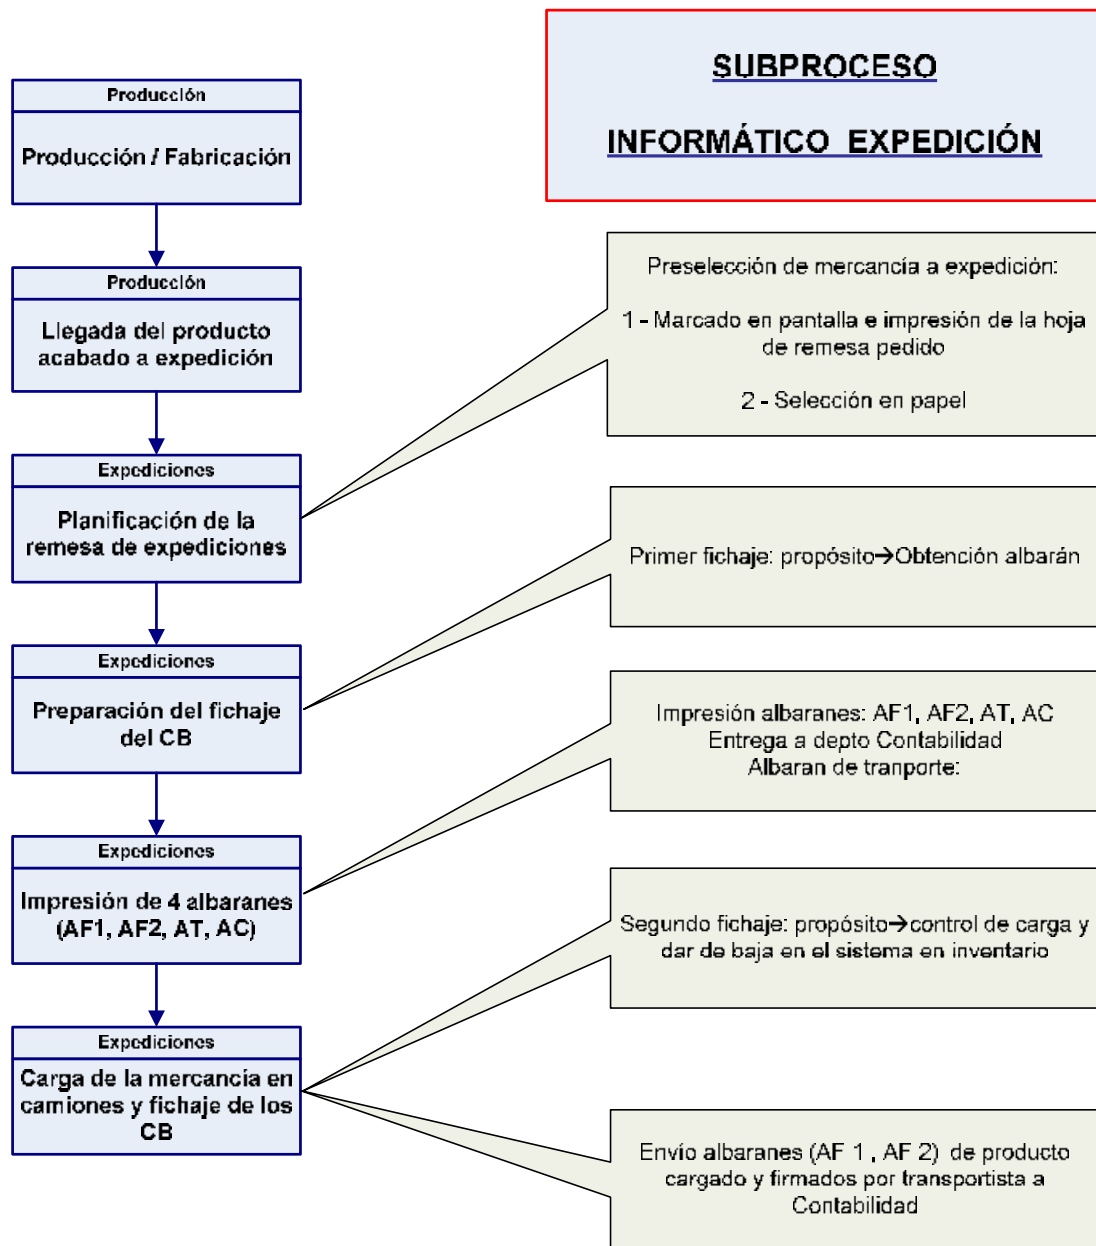 SUBPROCESO
INFORMÁTICO EXPEDICIÓN
Producción
Producción / Fabricación
Producción
Llegada del producto
acabado a expedición
Preselección de mercancía a expedición:
1 - Marcado en pantalla e impresión de la hoja
de remesa pedido
2 - Selección en papel
Expediciones
Planificación de la
remesa de expediciones
Primer fichaje: propósito→Obtención albarán
Expediciones
Preparación del fichaje
del CB
Impresión albaranes: AF1, AF2, AT, AC
Entrega a depto Contabilidad
Albaran de tranporte:
Expediciones
Impresión de 4 albaranes
(AF1, AF2, AT, AC)
Segundo fichaje: propósito→control de carga y
dar de baja en el sistema en inventario
Expediciones
Carga de la mercancía en
camiones y fichaje de los
CB
Envío albaranes (AF 1 , AF 2) de producto
cargado y firmados por transportista a
Contabilidad